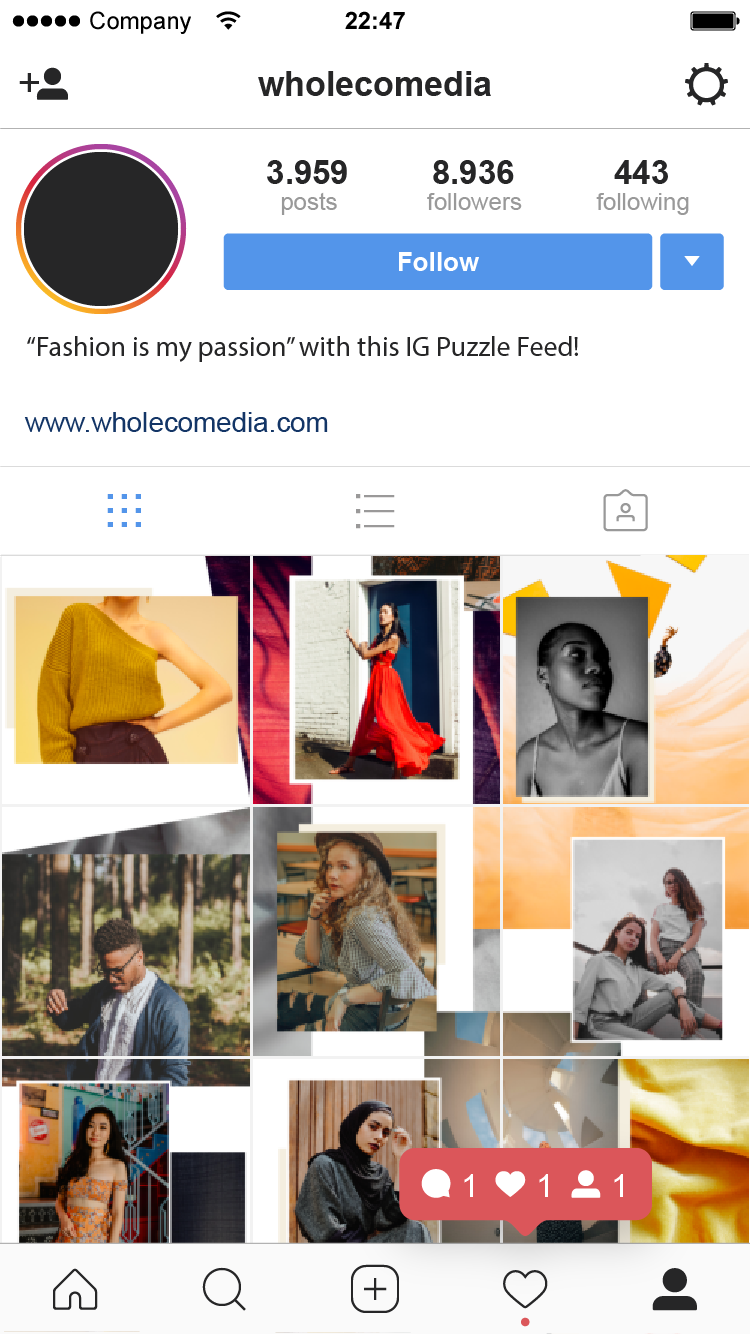 Company 22:47
wholecomedia
3.959 8.936 443
posts followers following
Follow
“Fashion is my passion” with this IG Puzzle Feed!
www.wholecomedia.com
1 1 1